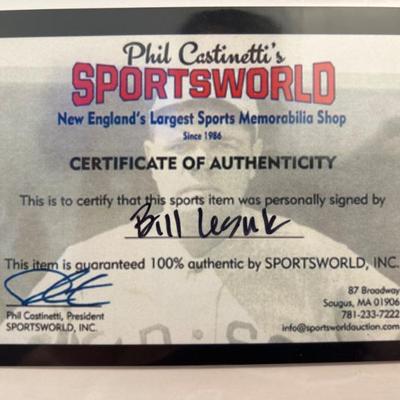 Phil Castinetti's
SPORTSWORLD
New England's Largest Sports Memorabilia Shop
Since 1986
CERTIFICATE OF AUTHENTICITY
This is to certify that this sports item was personally signed by
Bill Lesuk
This item is guaranteed 100% authentic by SPORTSWORLD, INC.
Phil Castinetti, President
SPORTSWORLD, INC.
87 Broadway
Saugus, MA 01906
781-233-7222
info@sportsworldauction.com